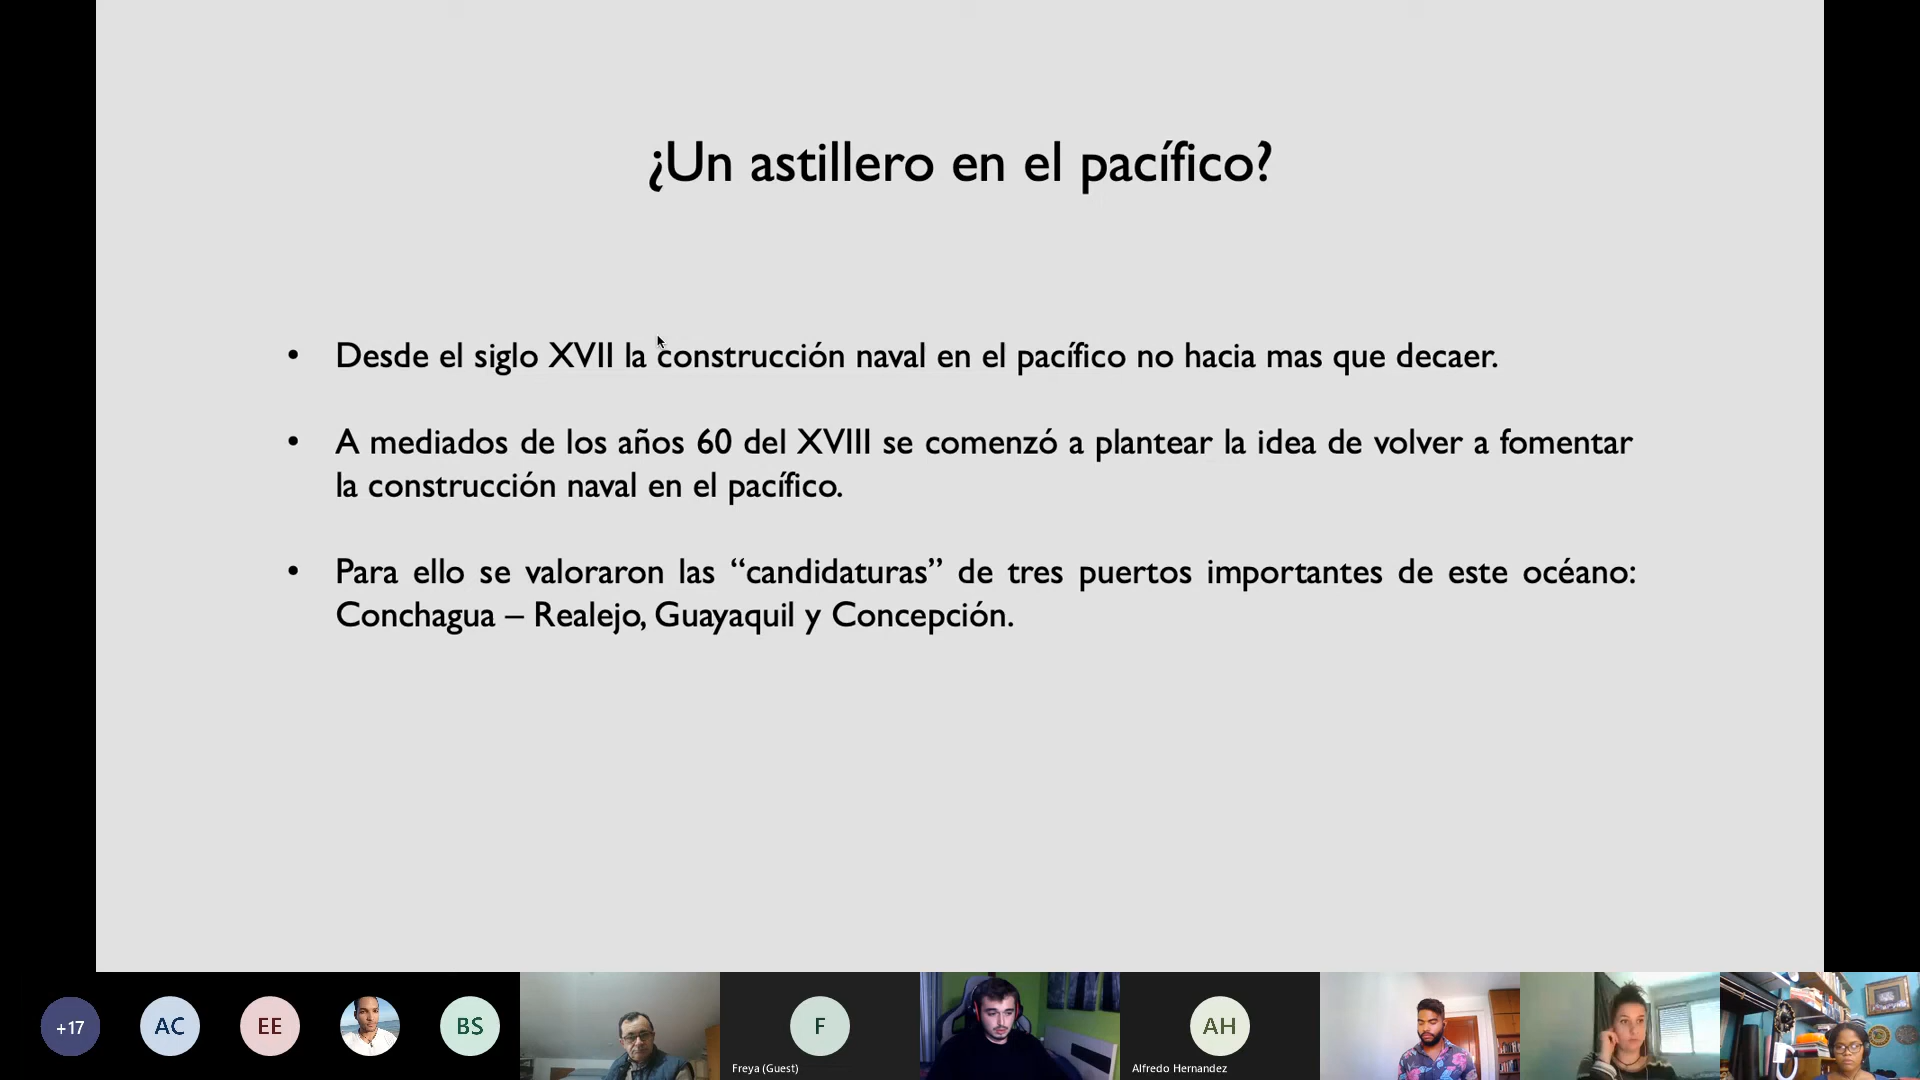 ¿Un astillero en el pacífico?
• Desde el siglo XVII la construcción naval en el pacífico no hacia mas que decaer.
• A mediados de los años 60 del XVIII se comenzó a plantear la idea de volver a fomentar
la construcción naval en el pacífico.
• Para ello se valoraron las “candidaturas” de tres puertos importantes de este océano:
Conchagua – Realejo, Guayaquil y Concepción.
+17
AC
EE
BS
F
Freya (Guest)
AH
Alfredo Hernandez